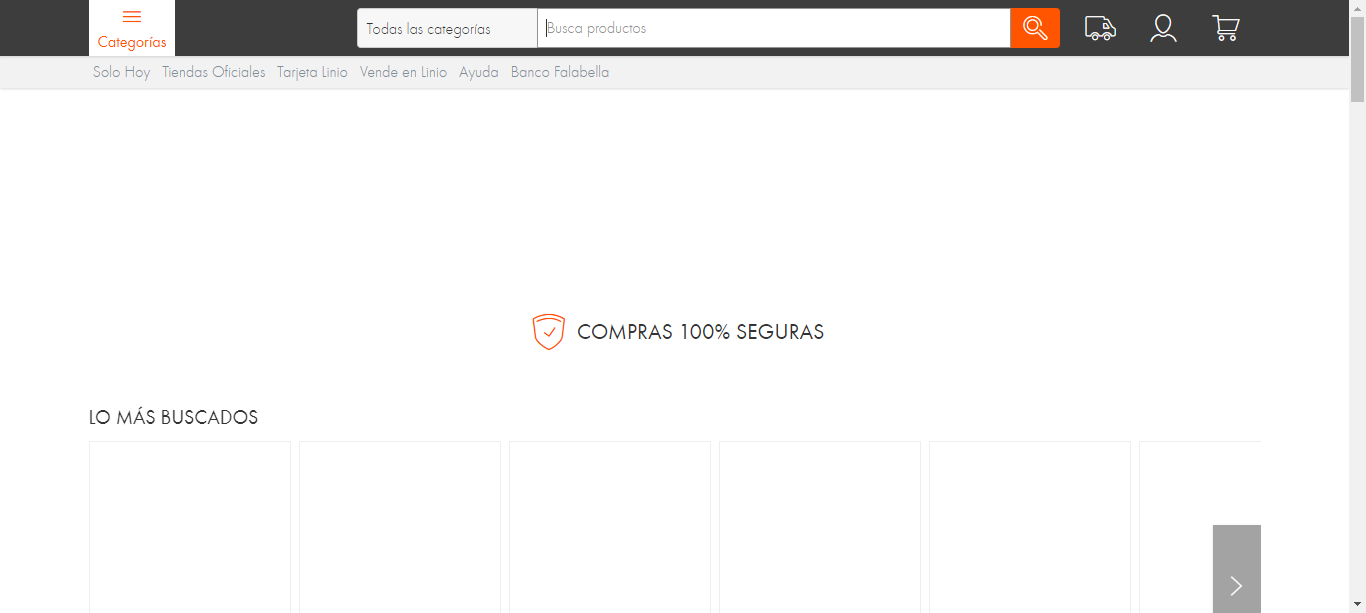 Categorías
Todas las categorías
Busca productos
Solo Hoy Tiendas Oficiales Tarjeta Linio Vende en Linio Ayuda Banco Falabella
COMPRAS 100% SEGURAS
LO MÁS BUSCADOS